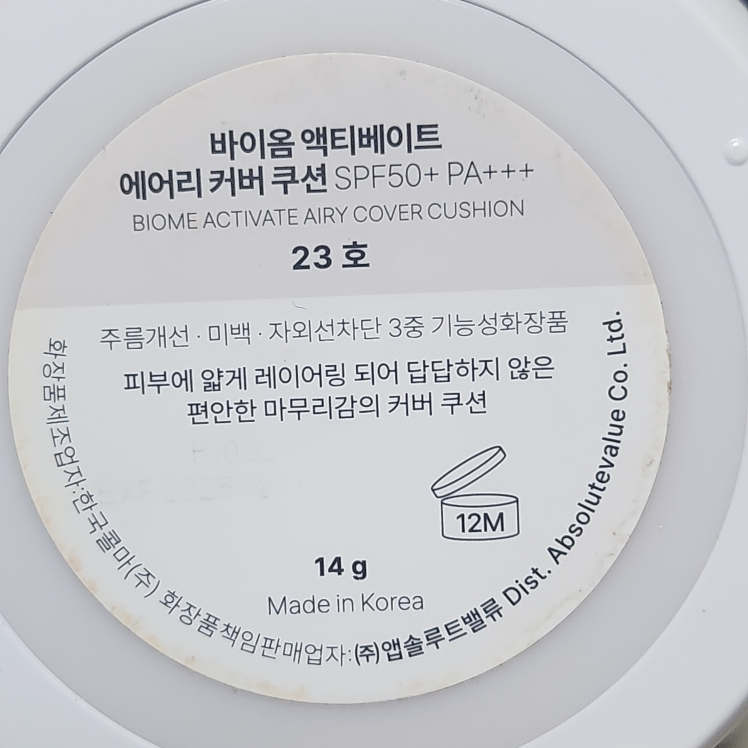 바이옴 액티베이트
에어리 커버 쿠션 SPF50+ PA+++
BIOME ACTIVATE AIRY COVER CUSHION
23 호
주름개선 · 미백 · 자외선차단 3중 기능성화장품
피부에 얇게 레이어링 되어 답답하지 않은
편안한 마무리감의 커버 쿠션
12M
14 g
Made in Korea
화장품제조업자:한국콜마(주) 화장품책임판매업자:(주)앱솔루트밸류 Dist. Absolutevalue Co. Ltd.